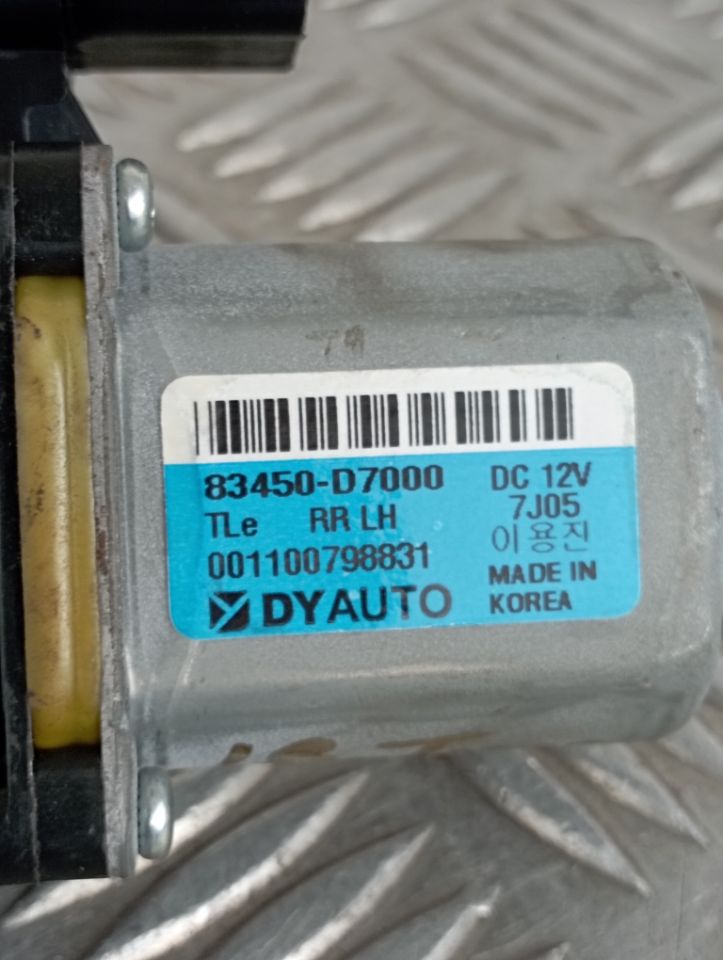 83450-D7000 DC 12V
TLe RR LH 7J05
001100798831 이용진
DYAUTO MADE IN
KOREA